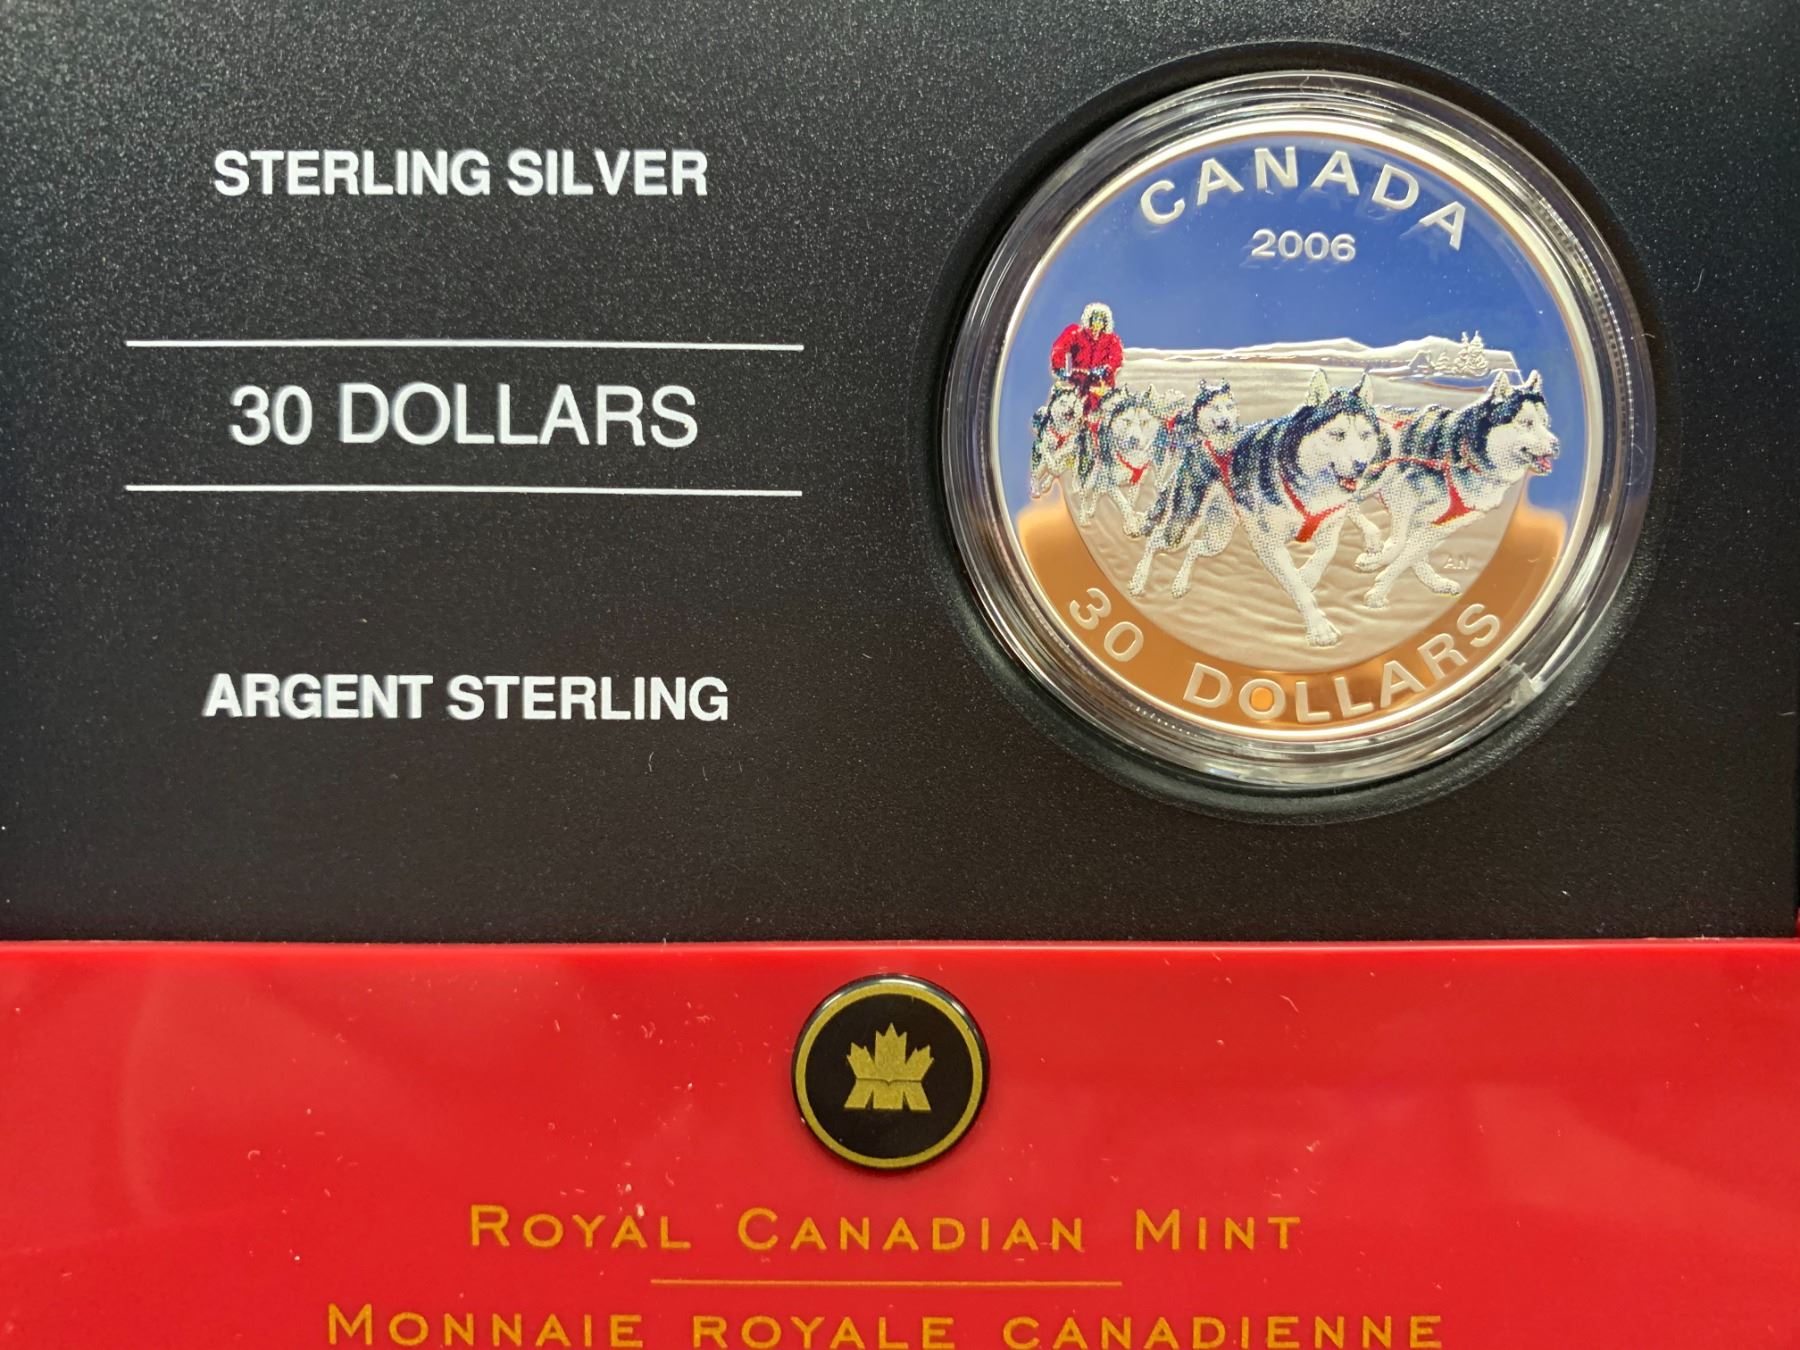 STERLING SILVER
30 DOLLARS
ARGENT STERLING
CANADA
2006
AN
30 DOLLARS
ROYAL CANADIAN MINT
MONNAIE ROYALE CANADIENNE